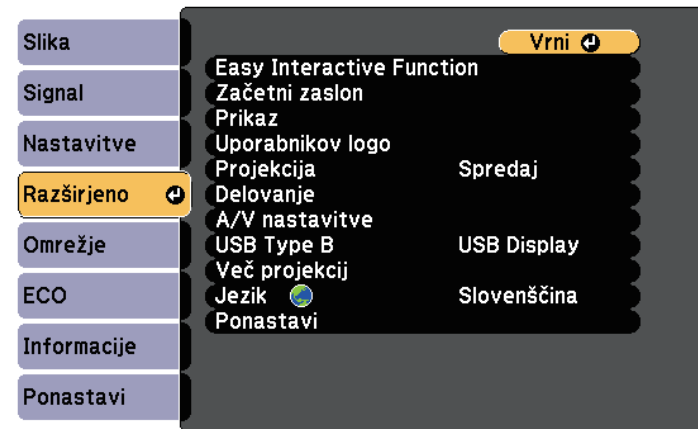 Slika
Signal
Nastavitve
Razširjeno
Omrežje
ECO
Informacije
Ponastavi
Vrni
Easy Interactive Function
Začetni zaslon
Prikaz
Uporabnikov logo
Projekcija Spredaj
Delovanje
A/V nastavitve
USB Type B USB Display
Več projekcij
Jezik Slovenščina
Ponastavi